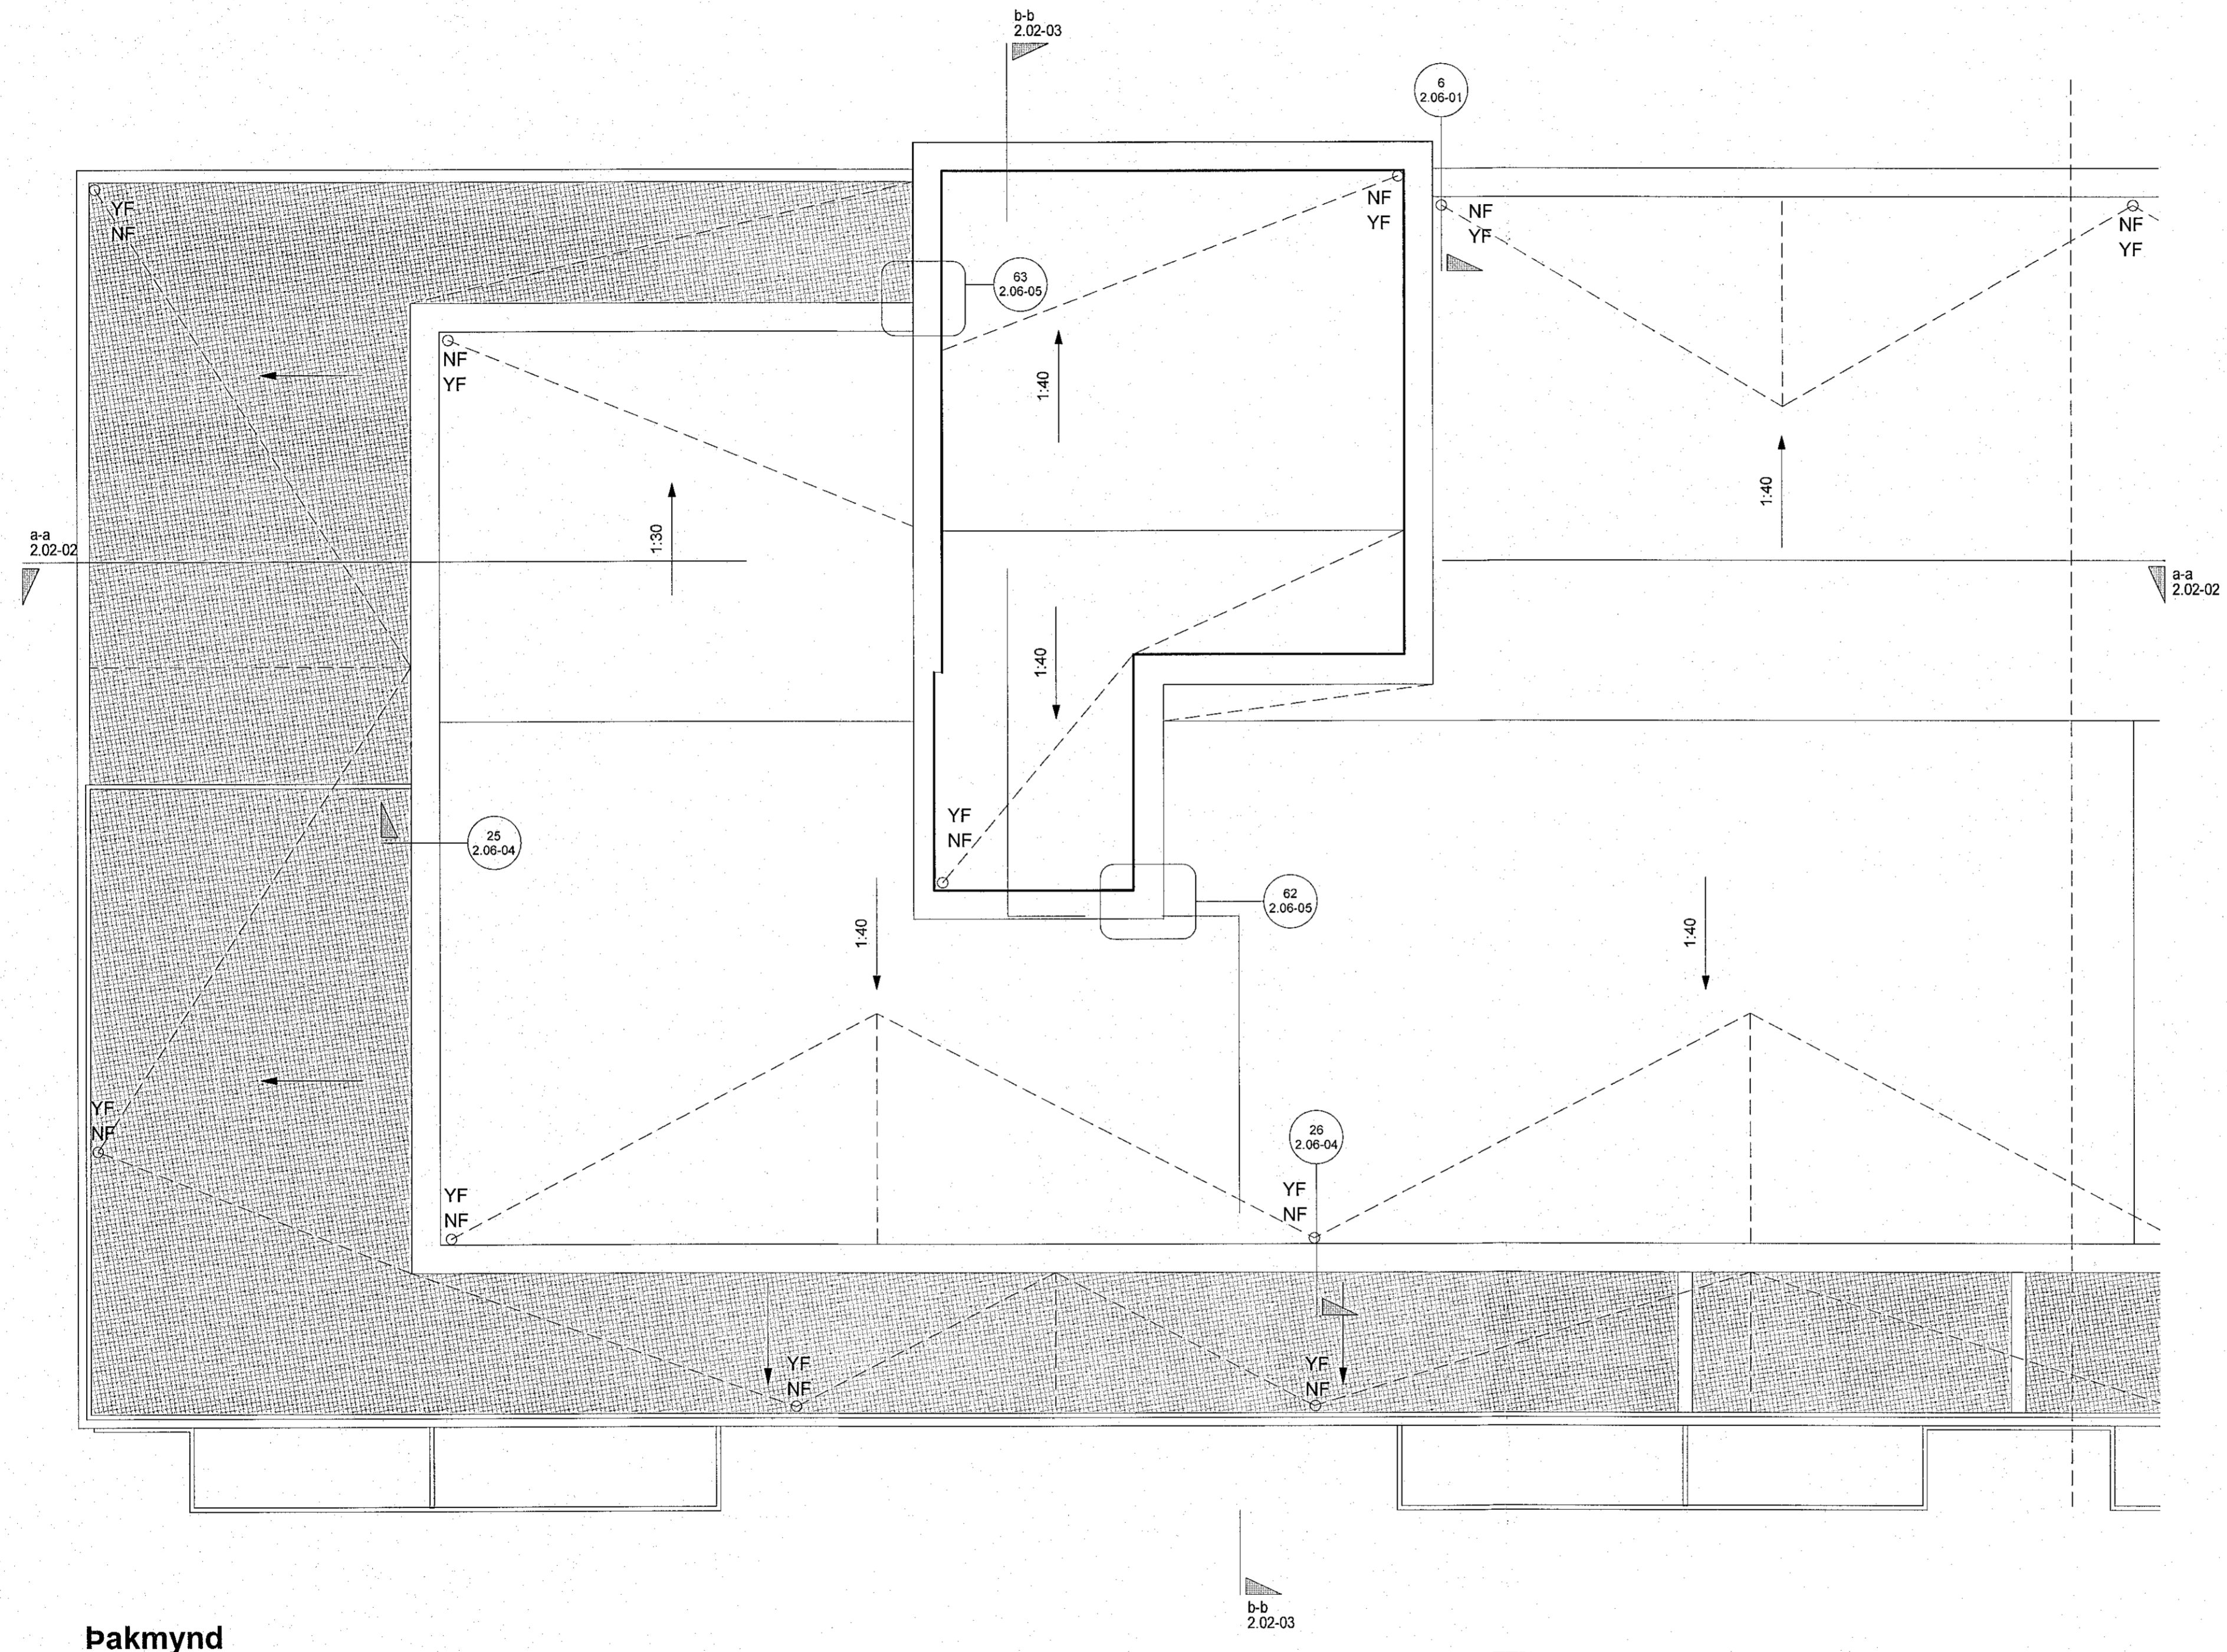 b-b
2.02-03
6
2.06-01
YF
NF
NF
YF
NF
YF
NF
YF
63
2.06-05
NF
YF
1:40
1:40
1:30
a-a
2.02-02
a-a
2.02-02
1:40
YF
NF
25
2.06-04
62
2.06-05
1:40
1:40
YF
NF
26
2.06-04
YF
NF
YF
NF
YF
NF
YF
NF
b-b
2.02-03
Þakmynd